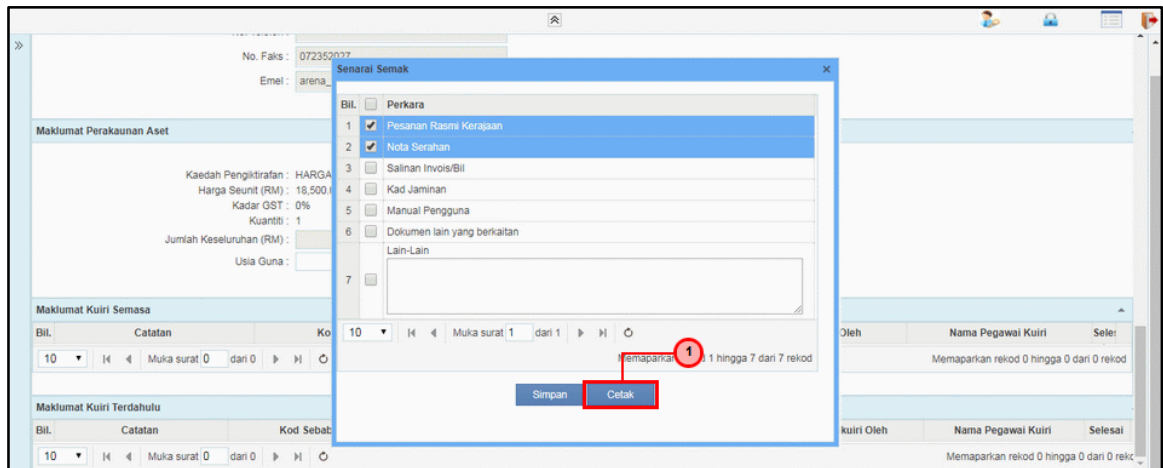 No. Faks : 072352027
Emel : arena_
Maklumat Perakaunan Aset
Kaedah Pengiktirafan : HARGA
Harga Seunit (RM) : 18,500.
Kadar GST : 0%
Kuantiti : 1
Jumlah Keseluruhan (RM) :
Usia Guna :
Senarai Semak ×
Bil. Perkara
1 Pesanan Rasmi Kerajaan
2 Nota Serahan
3 Salinan Invois/Bil
4 Kad Jaminan
5 Manual Pengguna
6 Dokumen lain yang berkaitan
Lain-Lain
7
10 Muka surat 1 dari 1
Memaparkan 1 hingga 7 dari 7 rekod
1
Simpan Cetak
Maklumat Kuiri Semasa
Bil. Catatan Ko Oleh Nama Pegawai Kuiri Seles
10 Muka surat 0 dari 0 Memaparkan rekod 0 hingga 0 dari 0 rekod
Maklumat Kuiri Terdahulu
Bil. Catatan Kod Sebab kuiri Oleh Nama Pegawai Kuiri Selesai
10 Muka surat 0 dari 0 Memaparkan rekod 0 hingga 0 dari 0 reko